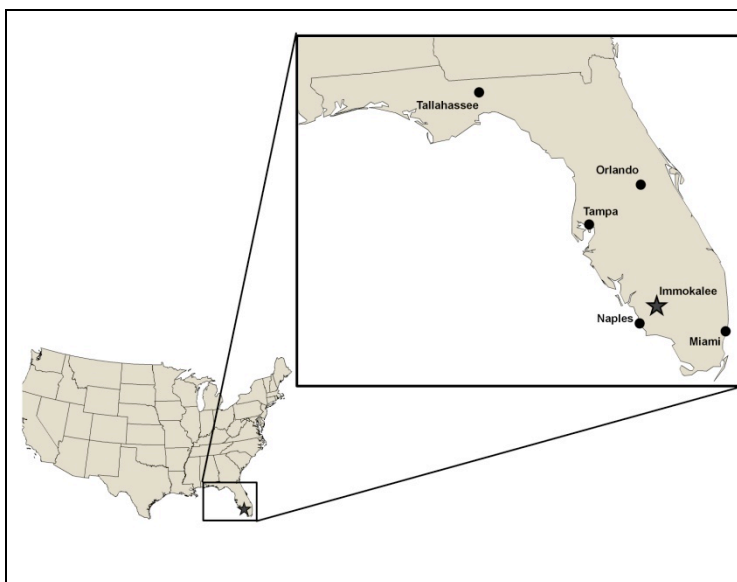 Tallahassee
Orlando
Tampa
Immokalee
Naples
Miami